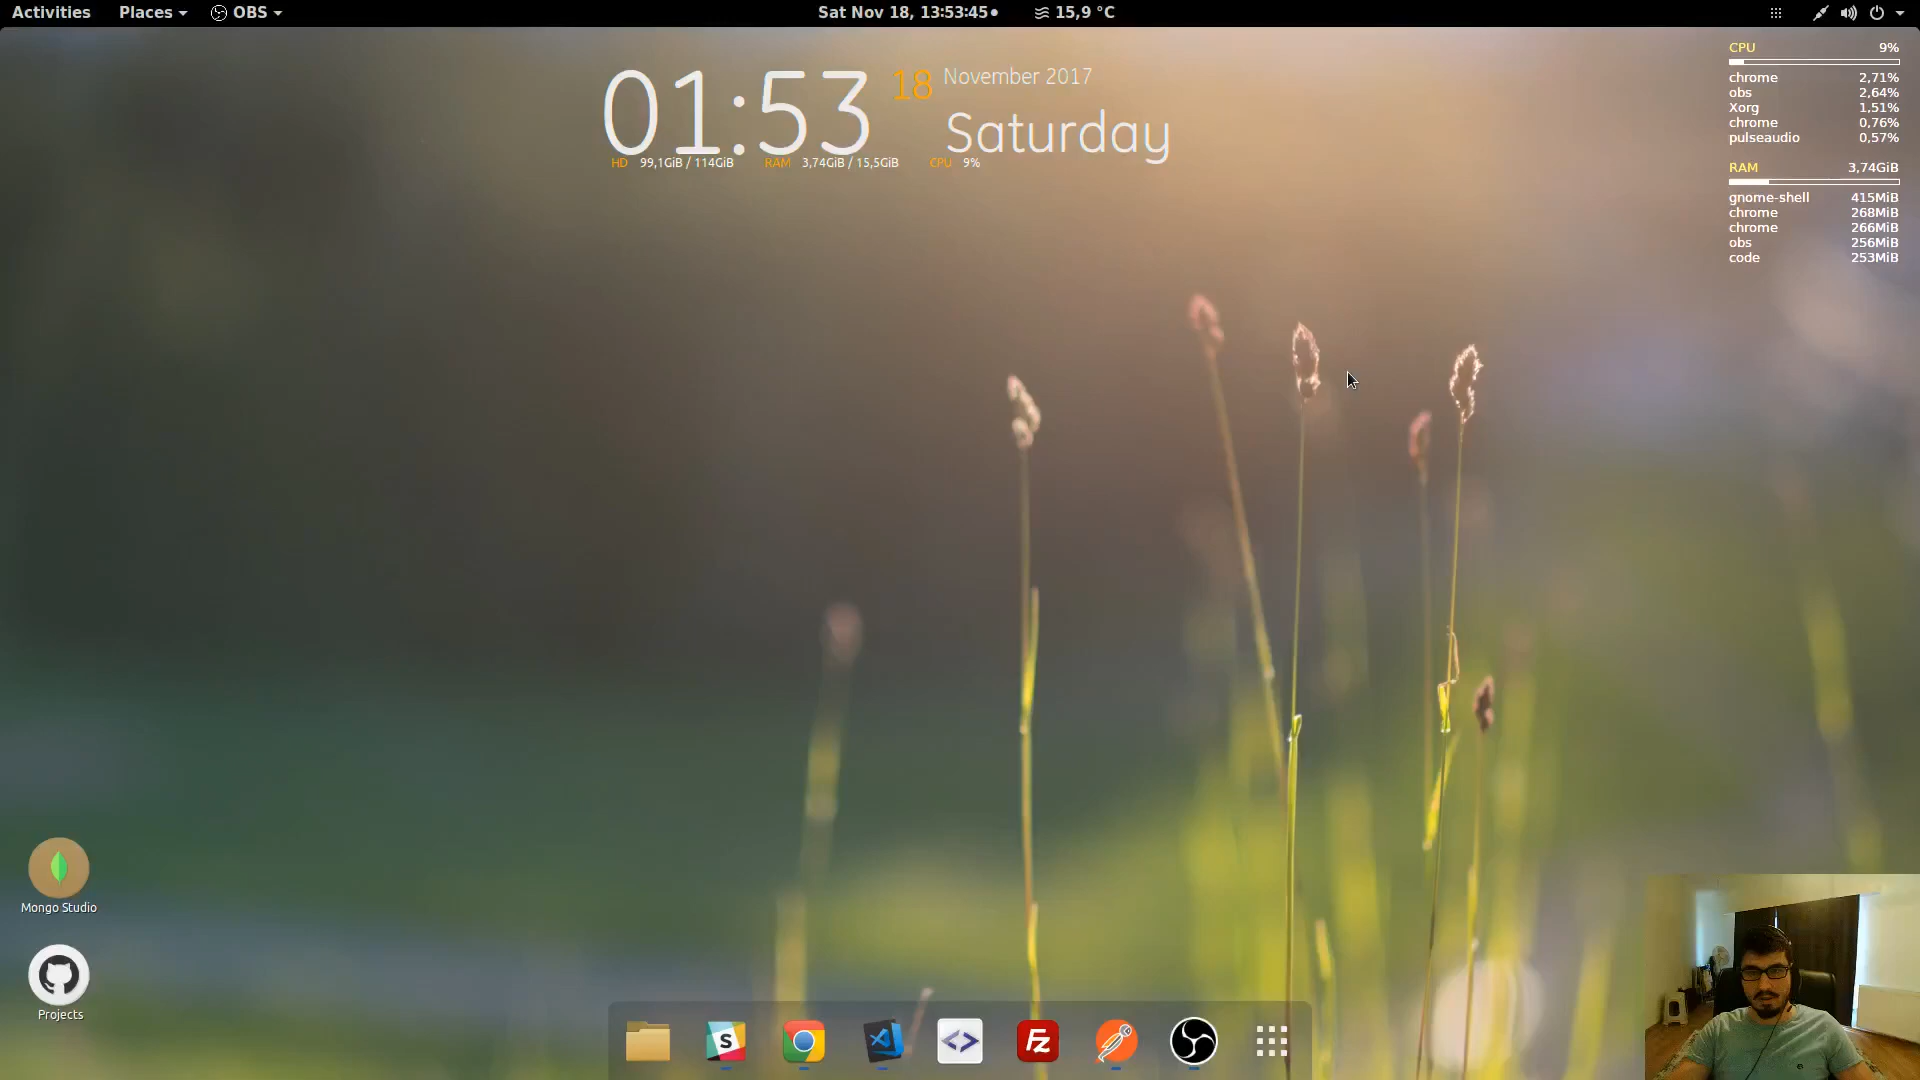 Activities Places OBS Sat Nov 18, 13:53:45 15,9 °C
01:53 18 November 2017
Saturday
HD 99,1GiB / 114GiB RAM 3,74GiB / 15,5GiB CPU 9%
CPU 9%
chrome 2,71%
obs 2,64%
Xorg 1,51%
chrome 0,76%
pulseaudio 0,57%
RAM 3,74GiB
gnome-shell 415MiB
chrome 268MiB
chrome 266MiB
obs 256MiB
code 253MiB
Mongo Studio
Projects
S
Fz